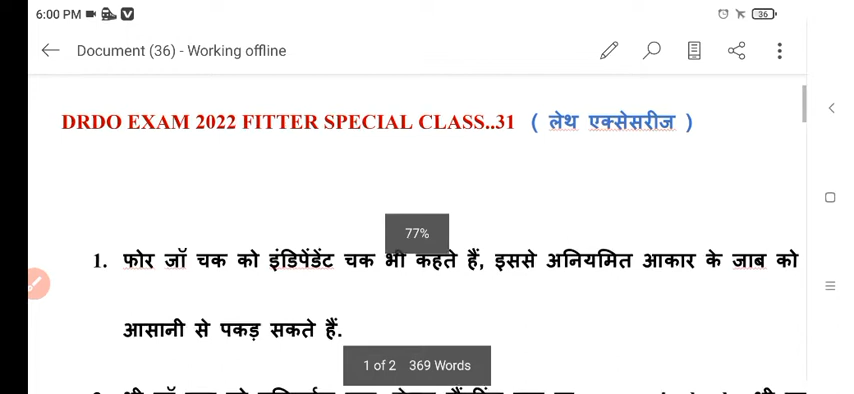 6:00 PM 36
Document (36) - Working offline
DRDO EXAM 2022 FITTER SPECIAL CLASS..31 ( लेथ एक्सेसरीज )
77%
1. फोर जॉ चक को इंडिपेंडेंट चक भी कहते हैं, इससे अनियमित आकार के जाब को
आसानी से पकड़ सकते हैं.
1 of 2 369 Words